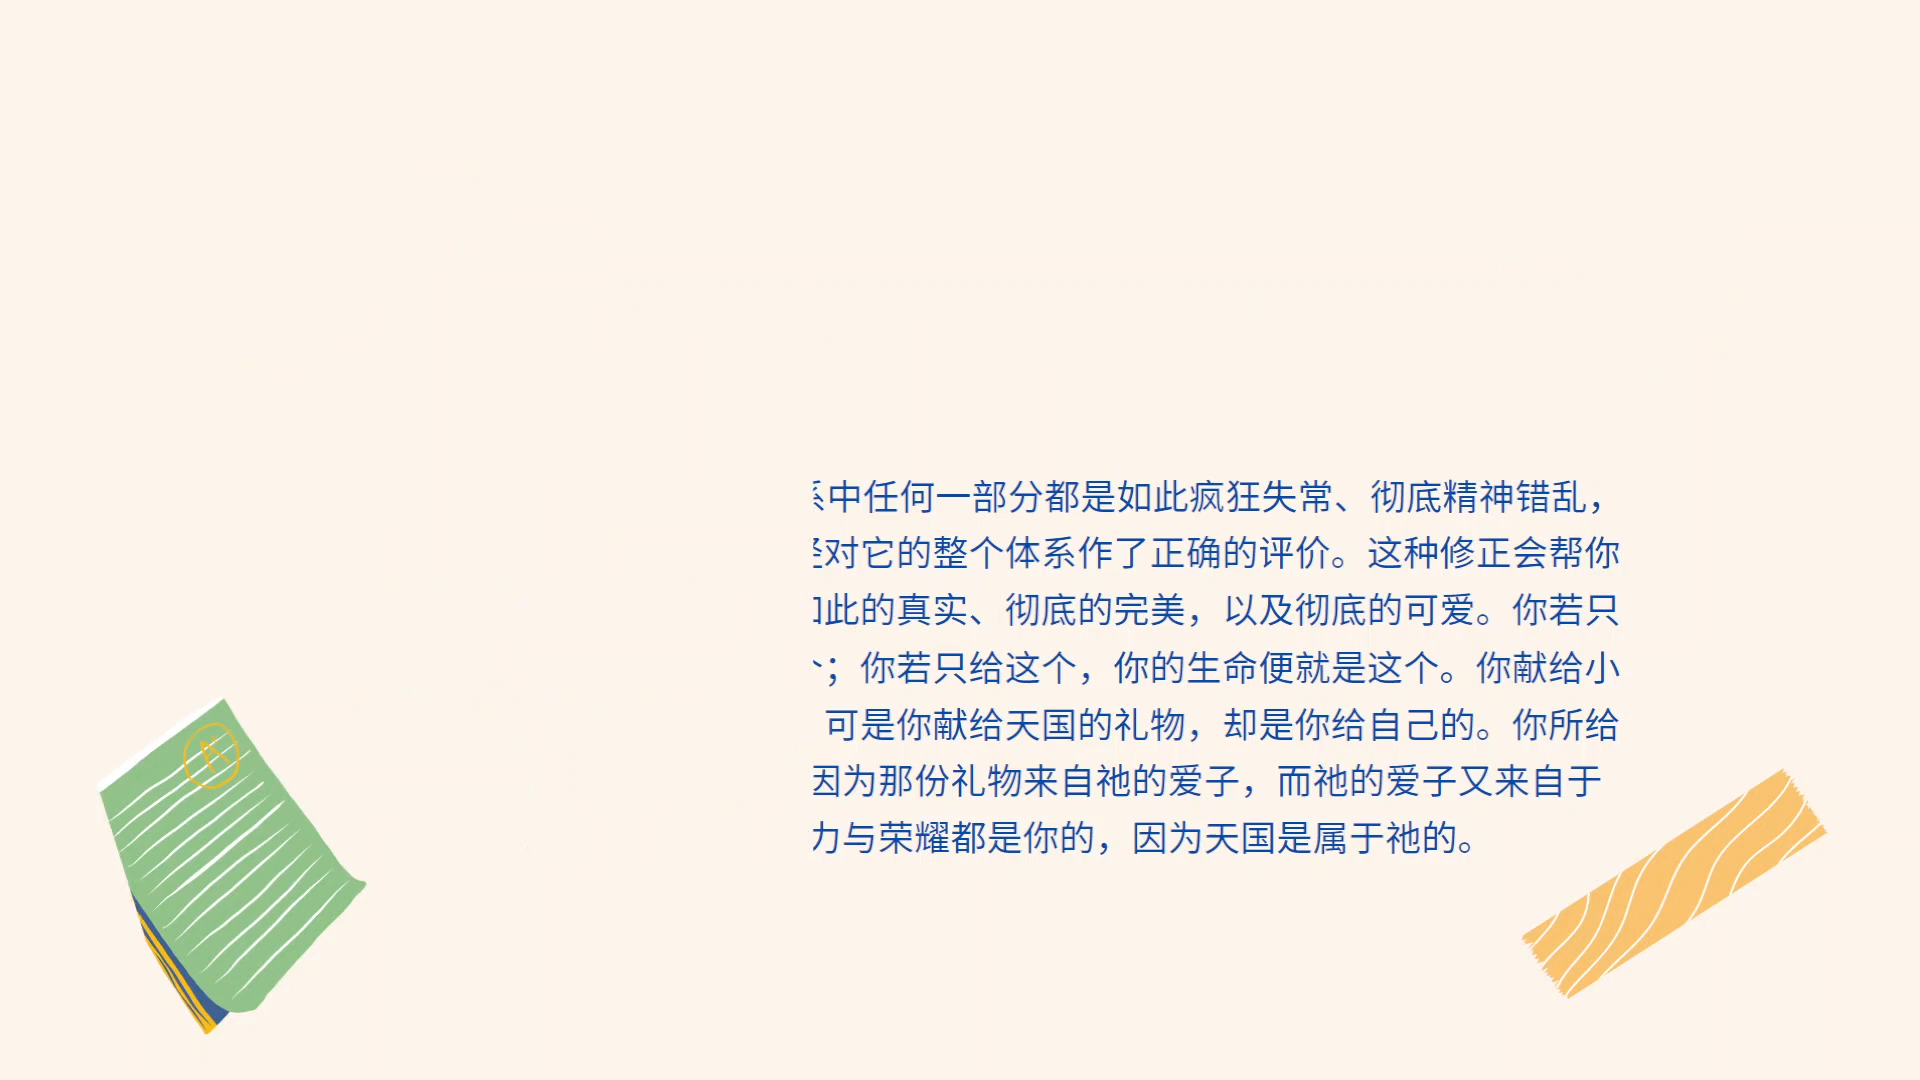 中任何一部分都是如此疯狂失常、彻底精神错乱，
对它的整个体系作了正确的评价。这种修正会帮你
此的真实、彻底的完美，以及彻底的可爱。你若只
；你若只给这个，你的生命便就是这个。你献给小
可是你献给天国的礼物，却是你给自己的。你所给
因为那份礼物来自祂的爱子，而祂的爱子又来自于
力与荣耀都是你的，因为天国是属于祂的。